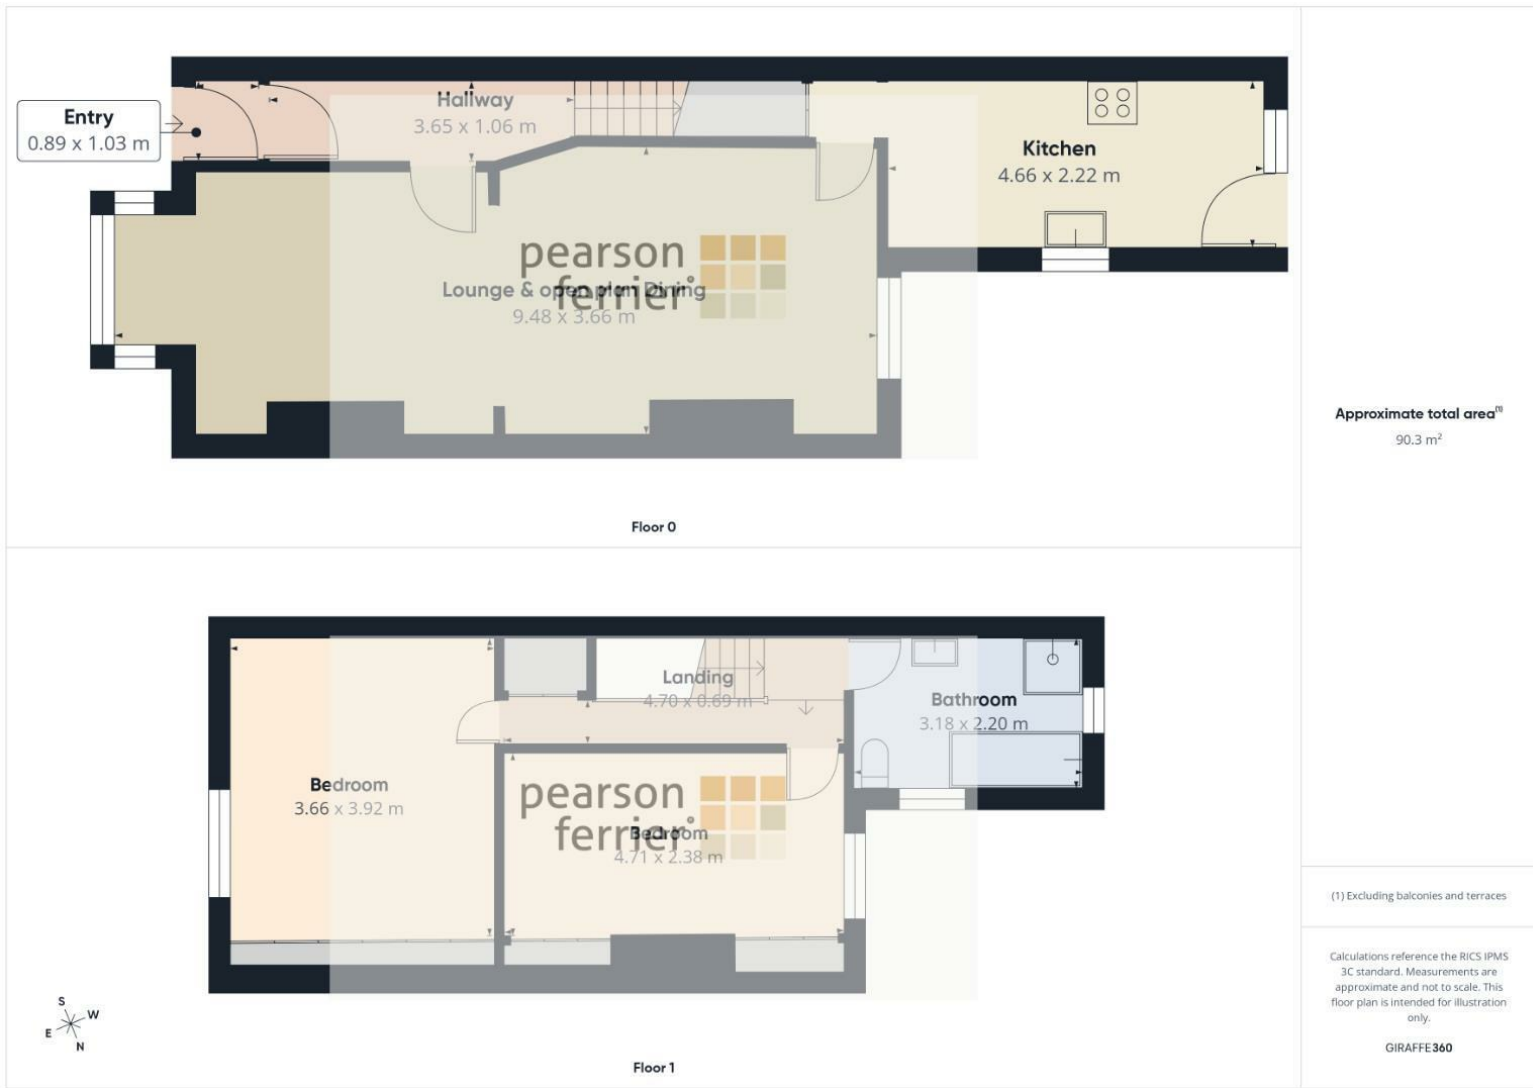 Entry
0.89 x 1.03 m
Hallway
3.65 x 1.06 m
Kitchen
4.66 x 2.22 m
pearson
ferrier
Lounge & open plan Dining
9.48 x 3.66 m
Floor 0
Approximate total area(1)
90.3 m²
Landing
4.70 x 0.69 m
Bathroom
3.18 x 2.20 m
Bedroom
3.66 x 3.92 m
pearson
ferrier
Bedroom
4.71 x 2.38 m
Floor 1
S
W
E
N
(1) Excluding balconies and terraces
Calculations reference the RICS IPMS
3C standard. Measurements are
approximate and not to scale. This
floor plan is intended for illustration
only.
GIRAFFE360